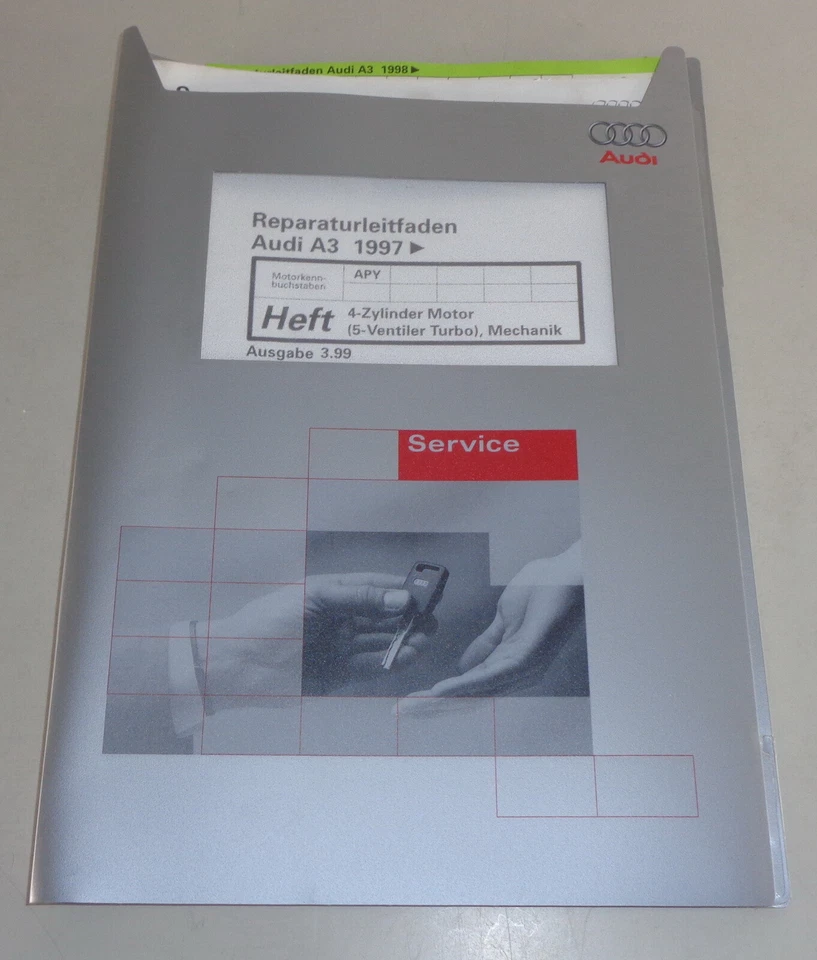 Audi A3 1998 ►
Audi
Reparaturleitfaden
Audi A3 1997 ►
Motorkenn-
buchstaben
APY
Heft
4-Zylinder Motor
(5-Ventiler Turbo), Mechanik
Ausgabe 3.99
Service